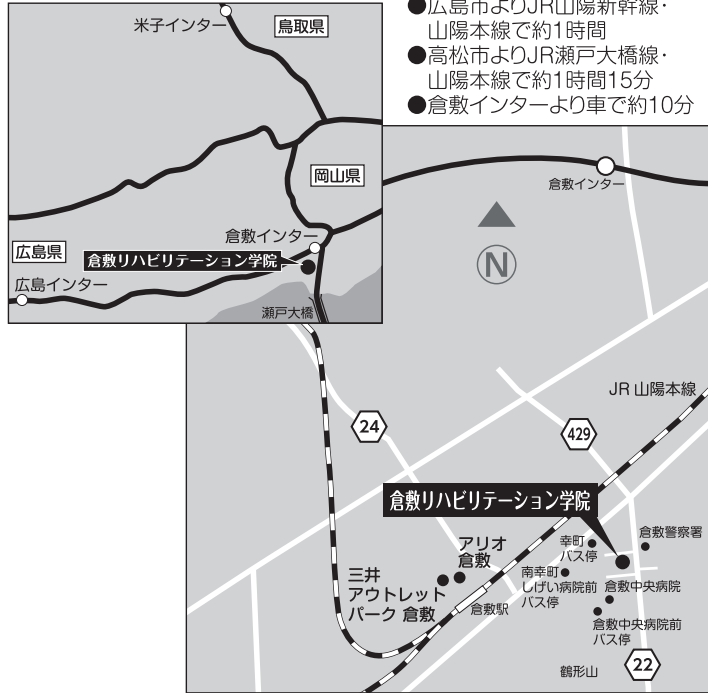 ●広島市よりJR山陽新幹線・
山陽本線で約1時間
●高松市よりJR瀬戸大橋線・
山陽本線で約1時間15分
●倉敷インターより車で約10分
米子インター
鳥取県
岡山県
広島県
倉敷インター
倉敷リハビリテーション学院
広島インター
瀬戸大橋
倉敷インター
N
JR 山陽本線
24
429
倉敷リハビリテーション学院
アリオ
倉敷
三井
アウトレット
パーク 倉敷
倉敷駅
幸町
バス停
倉敷警察署
南幸町
しげい病院前
バス停
倉敷中央病院
倉敷中央病院前
バス停
鶴形山
22